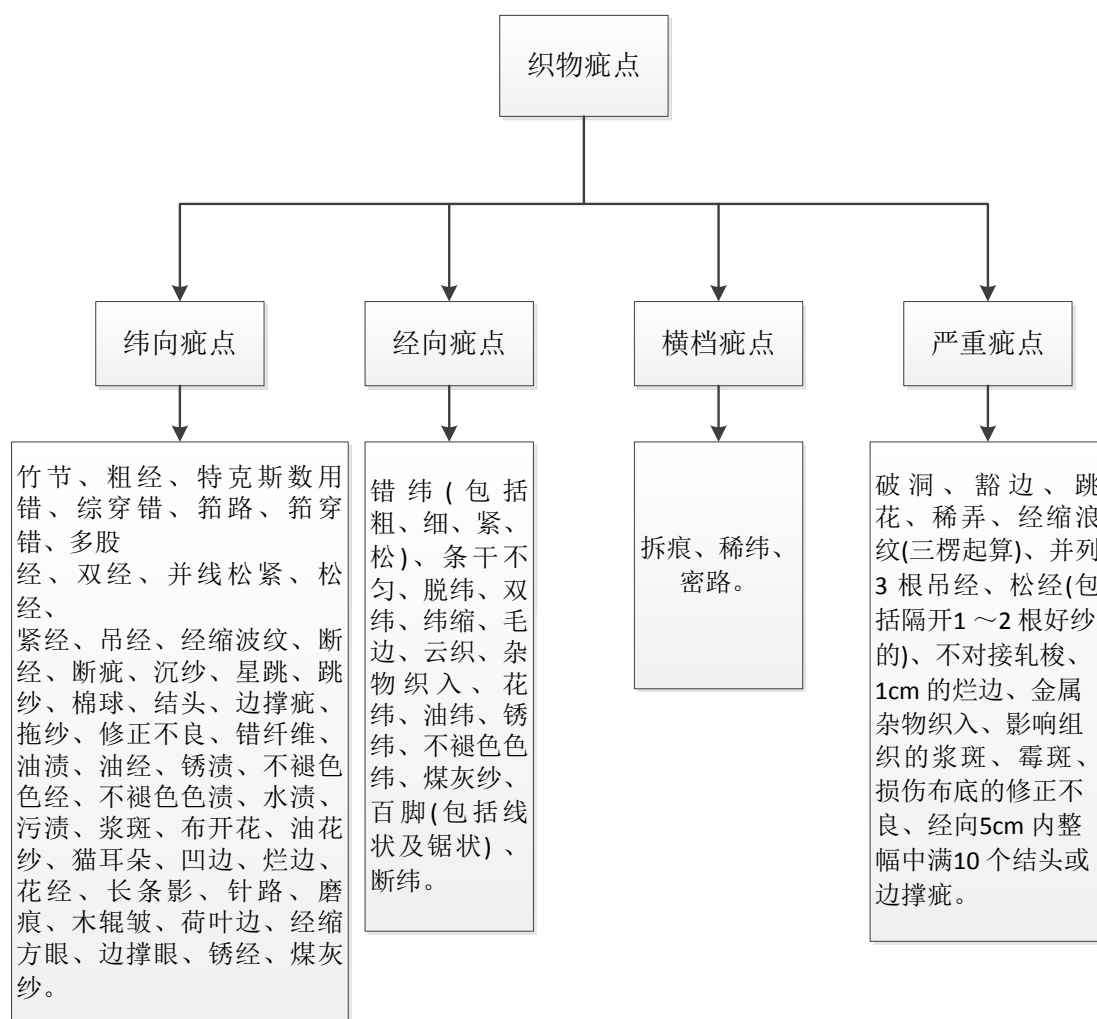 织物疵点
纬向疵点
经向疵点
横档疵点
严重疵点
竹节、粗经、特克斯数用
错、综穿错、筘路、筘穿
错、多股
经、双经、并线松紧、松
经、
紧经、吊经、经缩波纹、断
经、断疵、沉纱、星跳、跳
纱、棉球、结头、边撑疵、
拖纱、修正不良、错纤维、
油渍、油经、锈渍、不褪色
色经、不褪色色渍、水渍、
污渍、浆斑、布开花、油花
纱、猫耳朵、凹边、烂边、
花经、长条影、针路、磨
痕、木辊皱、荷叶边、经缩
方眼、边撑眼、锈经、煤灰
纱。
错纬(包括
粗、细、紧、
松)、条干不
匀、脱纬、双
纬、纬缩、毛
边、云织、杂
物织入、花
纬、油纬、锈
纬、不褪色色
纬、煤灰纱、
百脚(包括线
状及锯状)、
断纬。
拆痕、稀纬、
密路。
破洞、豁边、跳
花、稀弄、经缩浪
纹(三楞起算)、并列
3 根吊经、松经(包
括隔开1 ～2 根好纱
的)、不对接轧梭、
1cm 的烂边、金属
杂物织入、影响组
织的浆斑、霉斑、
损伤布底的修正不
良、经向5cm 内整
幅中满10 个结头或
边撑疵。